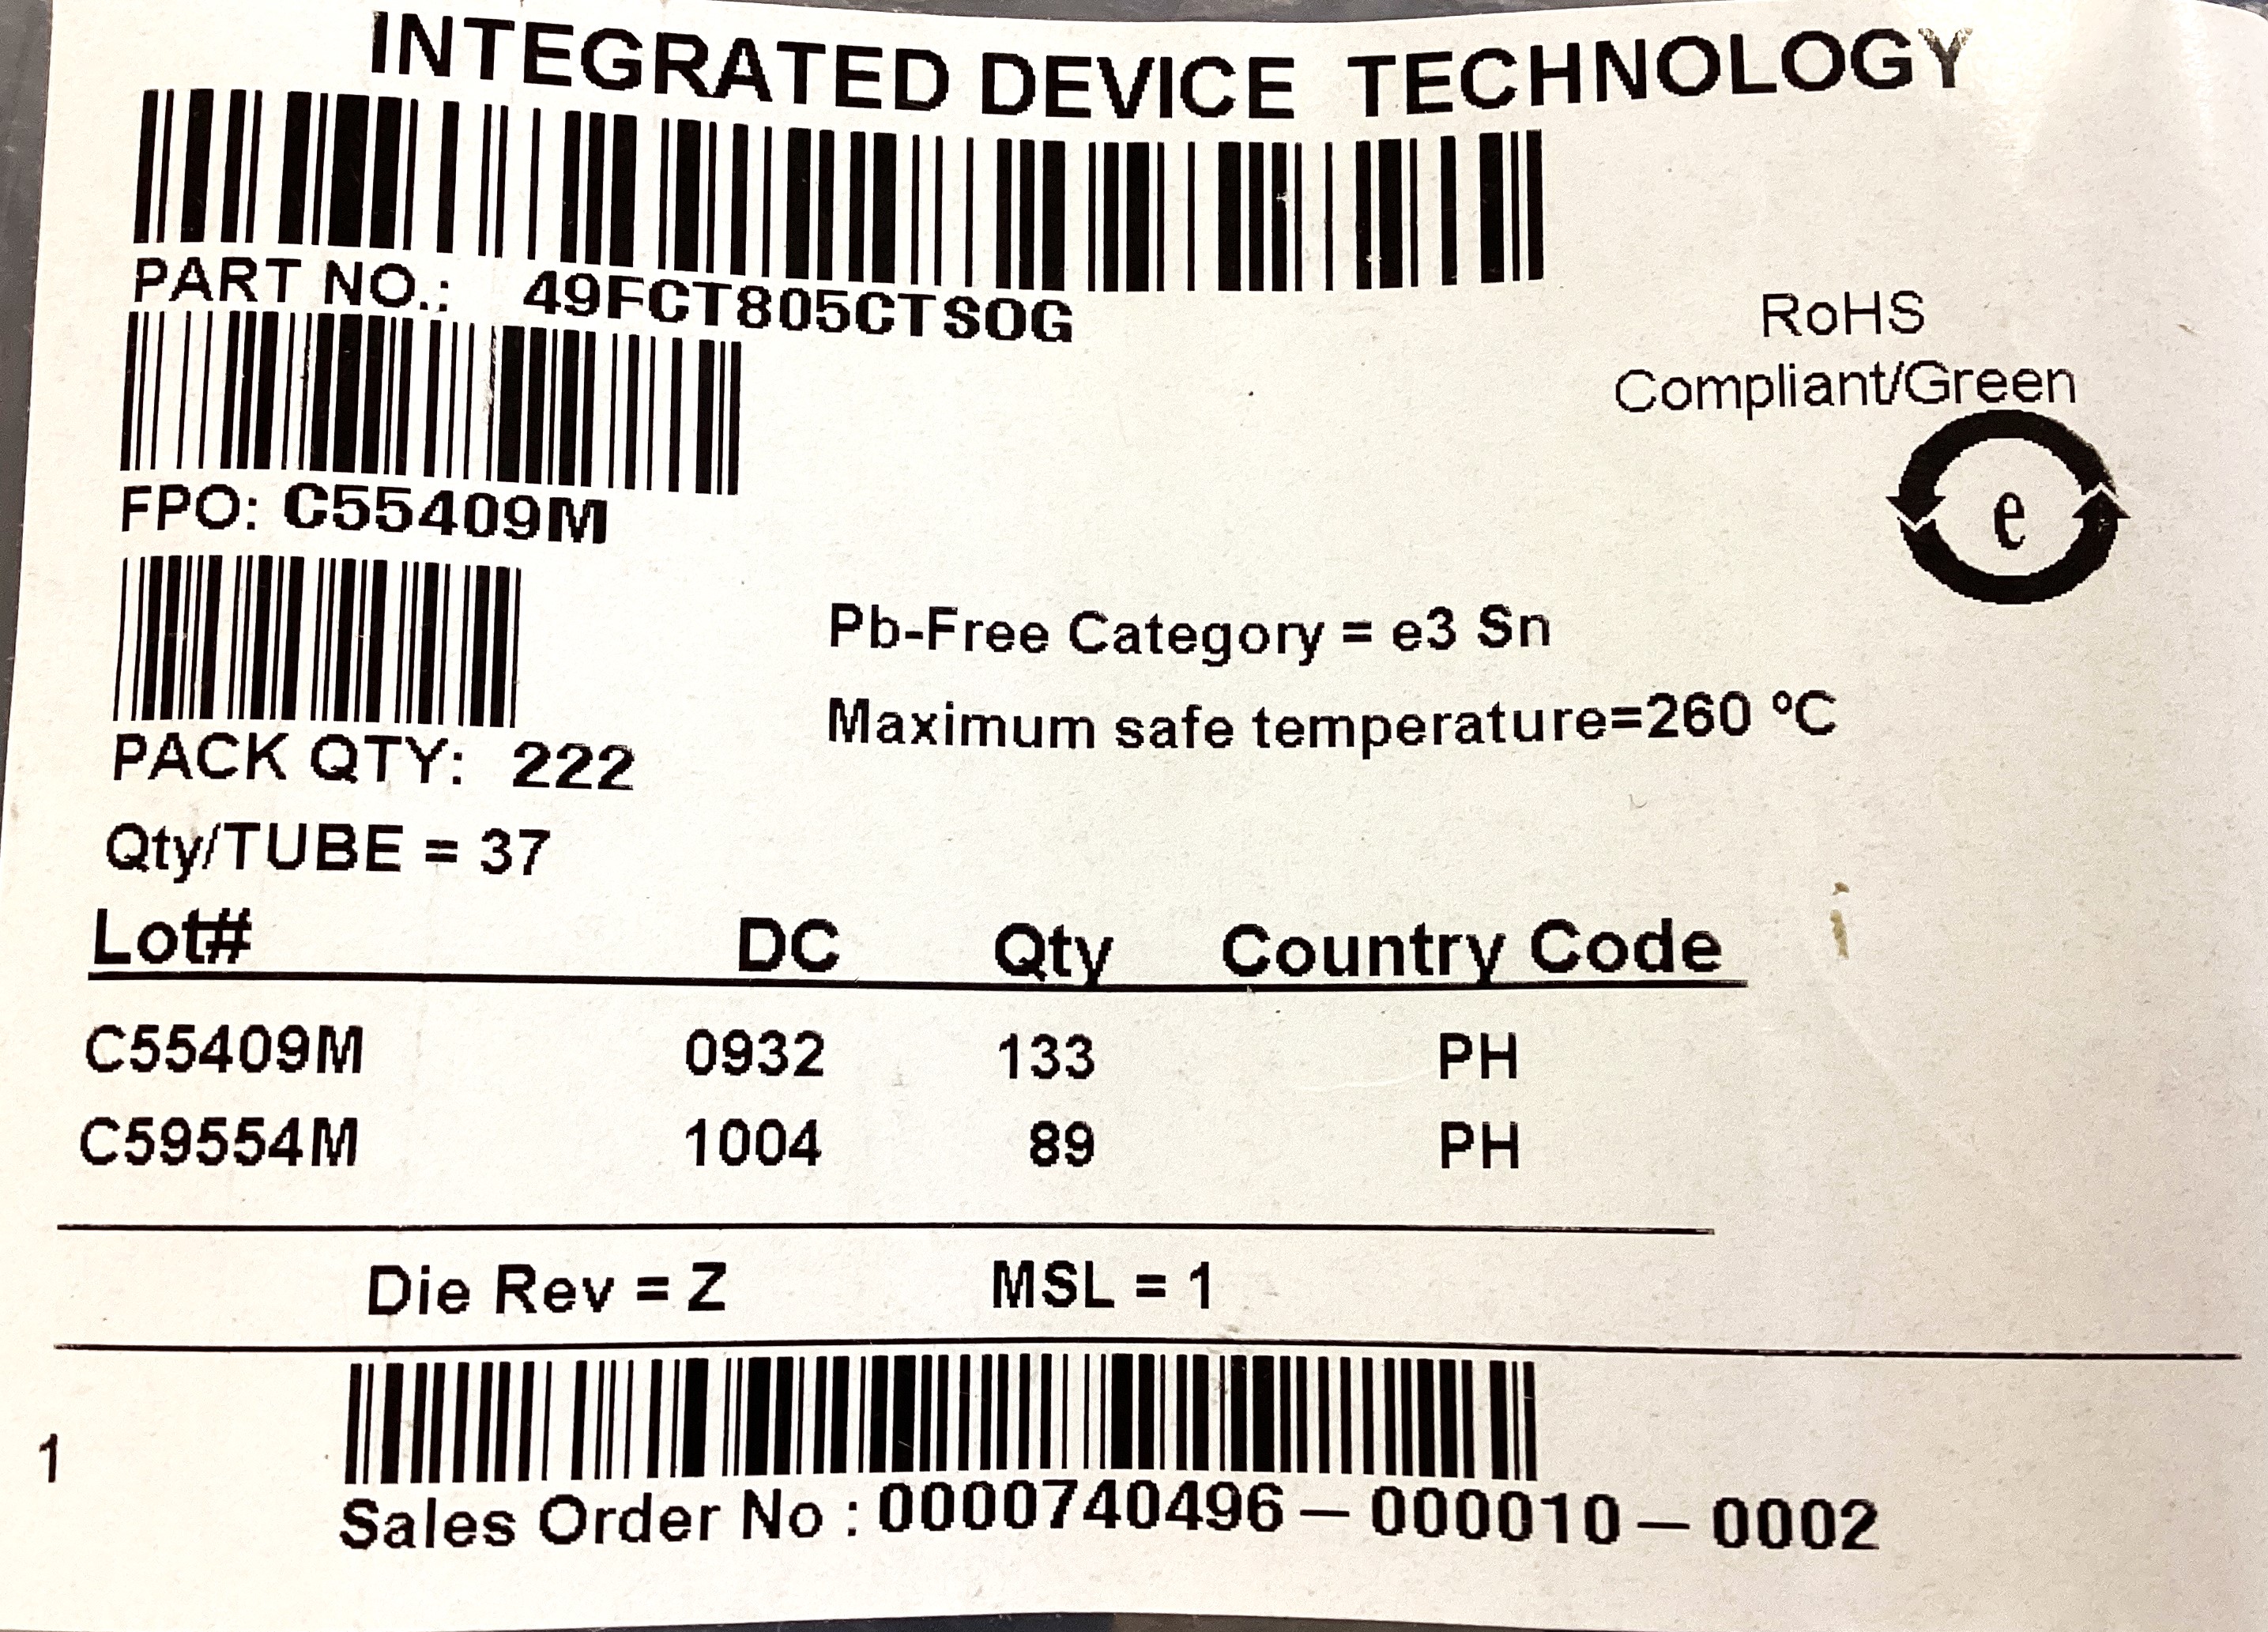 INTEGRATED DEVICE TECHNOLOGY
PART NO.: 49FCT805CTSOG
RoHS
Compliant/Green
e
FPO: C55409M
Pb-Free Category = e3 Sn
Maximum safe temperature=260 ºC
PACK QTY: 222
Qty/TUBE = 37
Lot# DC Qty Country Code
C55409M 0932 133 PH
C59554M 1004 89 PH
Die Rev = Z MSL = 1
1
Sales Order No : 0000740496 – 000010 – 0002